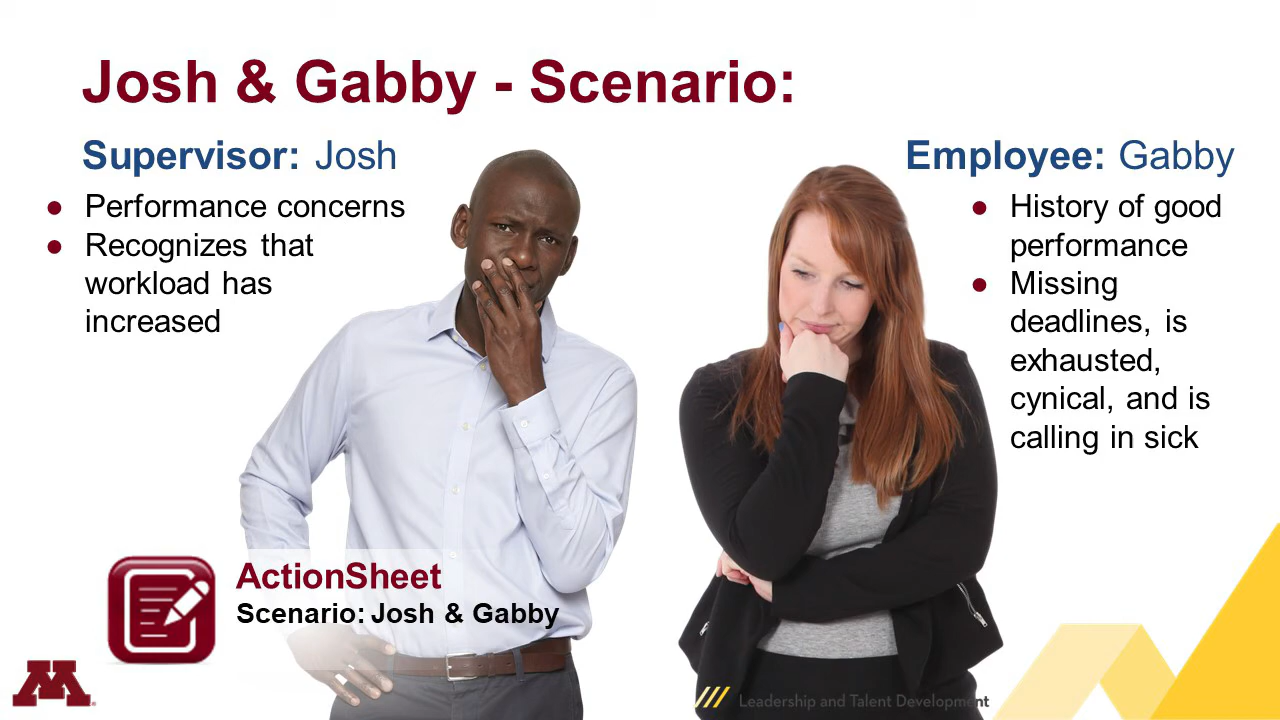 Josh & Gabby - Scenario:
Supervisor: Josh
● Performance concerns
● Recognizes that
workload has
increased
Employee: Gabby
● History of good
performance
● Missing
deadlines, is
exhausted,
cynical, and is
calling in sick
ActionSheet
Scenario: Josh & Gabby
M
Leadership and Talent Development